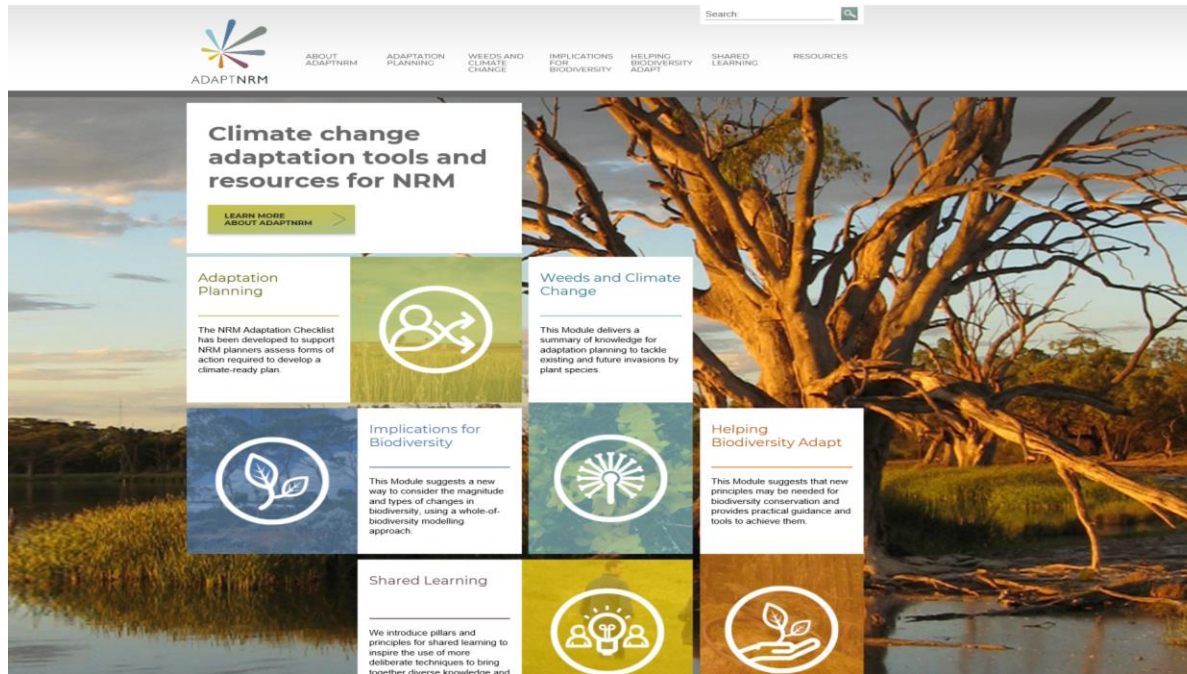 Search:
ADAPTNRM
ABOUT
ADAPTNRM
ADAPTATION
PLANNING
WEEDS AND
CLIMATE
CHANGE
IMPLICATIONS
FOR
BIODIVERSITY
HELPING
BIODIVERSITY
ADAPT
SHARED
LEARNING
RESOURCES
Climate change
adaptation tools and
resources for NRM
LEARN MORE
ABOUT ADAPTNRM
Adaptation
Planning
The NRM Adaptation Checklist
has been developed to support
NRM planners assess forms of
action required to develop a
climate-ready plan.
Weeds and Climate
Change
This Module delivers a
summary of knowledge for
adaptation planning to tackle
existing and future invasions by
plant species.
Implications for
Biodiversity
This Module suggests a new
way to consider the magnitude
and types of changes in
biodiversity, using a whole-of-
biodiversity modelling
approach.
Helping
Biodiversity Adapt
This Module suggests that new
principles may be needed for
biodiversity conservation and
provides practical guidance and
tools to achieve them.
Shared Learning
We introduce pillars and
principles for shared learning to
inspire the use of more
deliberate techniques to bring
together diverse knowledge and